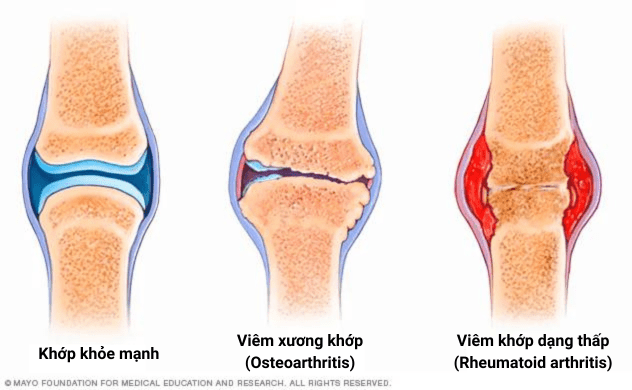 Khớp khỏe mạnh
Viêm xương khớp
(Osteoarthritis)
Viêm khớp dạng thấp
(Rheumatoid arthritis)
© MAYO FOUNDATION FOR MEDICAL EDUCATION AND RESEARCH. ALL RIGHTS RESERVED.